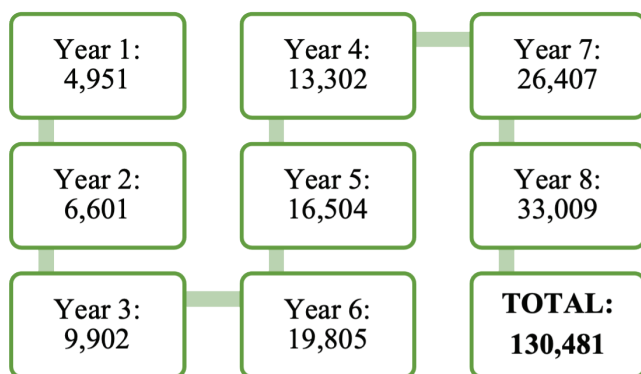 Year 1:
4,951
Year 2:
6,601
Year 3:
9,902
Year 4:
13,302
Year 5:
16,504
Year 6:
19,805
Year 7:
26,407
Year 8:
33,009
TOTAL:
130,481